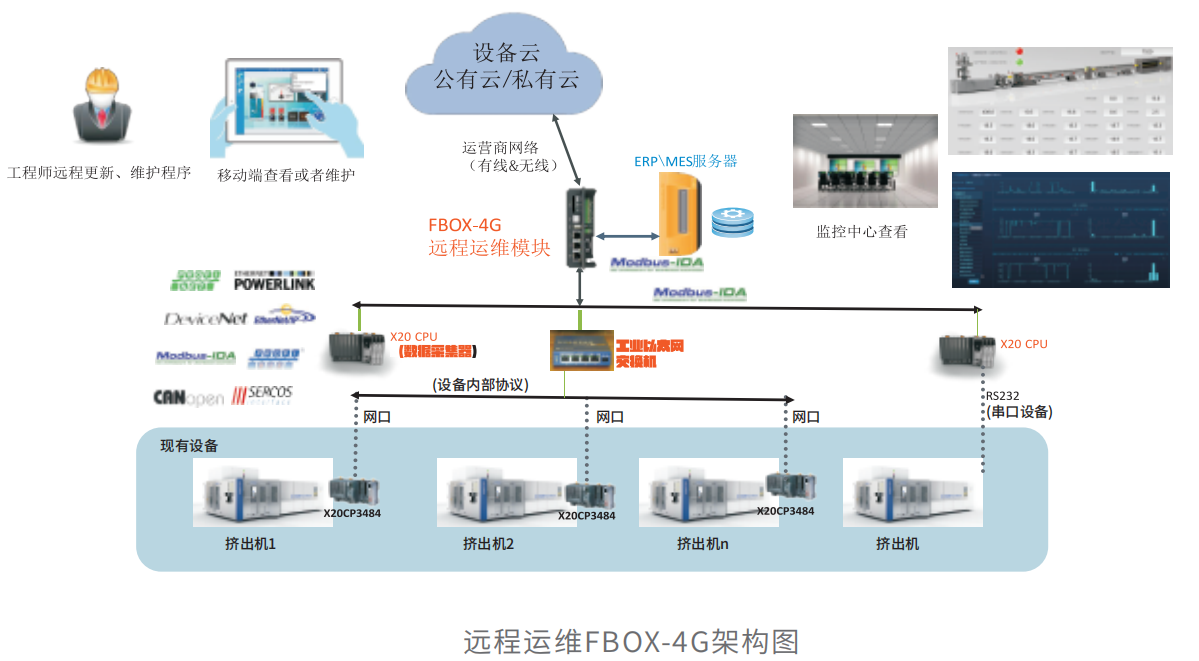 设备云
公有云/私有云
工程师远程更新、维护程序
移动端查看或者维护
运营商网络
（有线&无线）
ERP\MES服务器
FBOX-4G
远程运维模块
Modbus-IDA
监控中心查看
ETHERNET
POWERLINK
Modbus-IDA
DeviceNet
EtherNet/IP
X20 CPU
(数据采集器)
工业以太网
交换机
X20 CPU
Modbus-IDA
CANopen
SERCOS
interface
(设备内部协议)
RS232
(串口设备)
网口
网口
网口
现有设备
X20CP3484
X20CP3484
X20CP3484
挤出机1
挤出机2
挤出机n
挤出机
远程运维FBOX-4G架构图